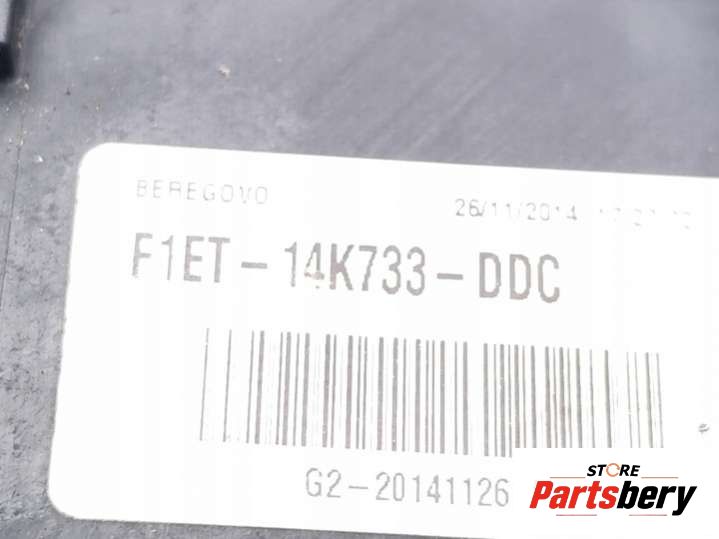 BEREGOVO 26/11/2014
F1ET-14K733-DDC
G2-20141126
STORE
Partsbery